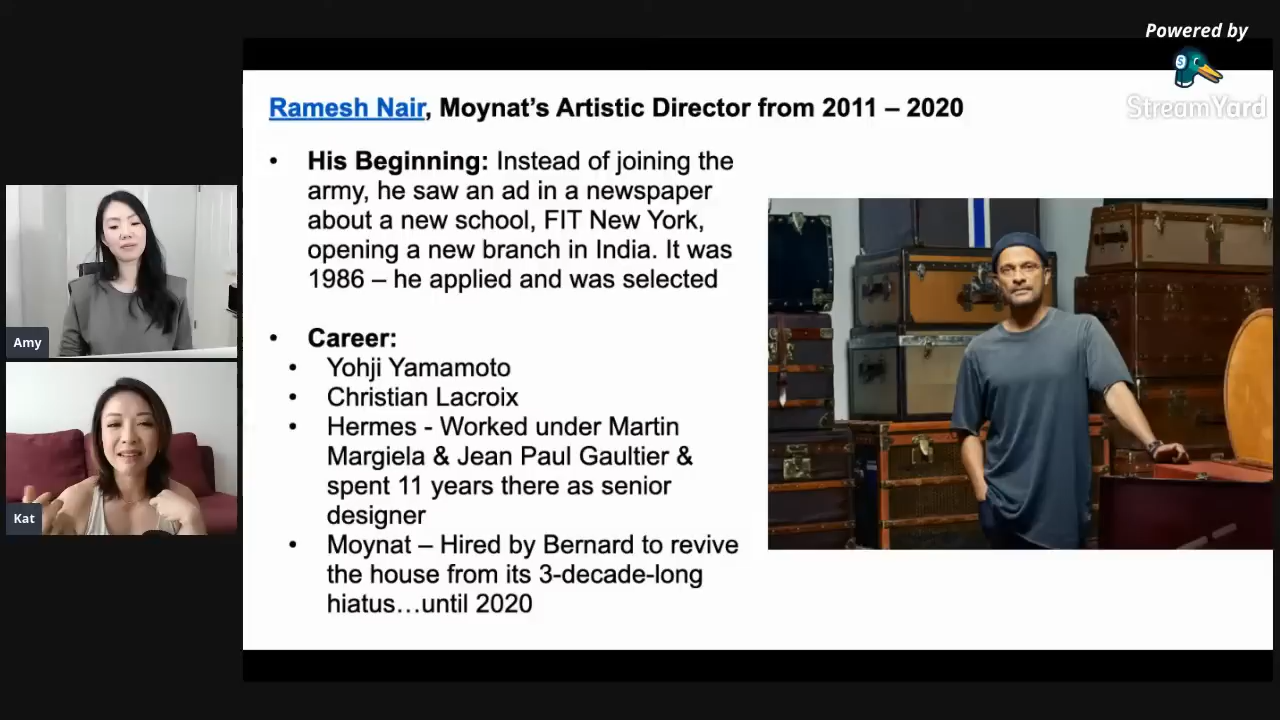 Powered by
StreamYard
Ramesh Nair, Moynat’s Artistic Director from 2011 – 2020
• His Beginning: Instead of joining the
army, he saw an ad in a newspaper
about a new school, FIT New York,
opening a new branch in India. It was
1986 – he applied and was selected
• Career:
• Yohji Yamamoto
• Christian Lacroix
• Hermes - Worked under Martin
Margiela & Jean Paul Gaultier &
spent 11 years there as senior
designer
• Moynat – Hired by Bernard to revive
the house from its 3-decade-long
hiatus…until 2020
Amy
Kat